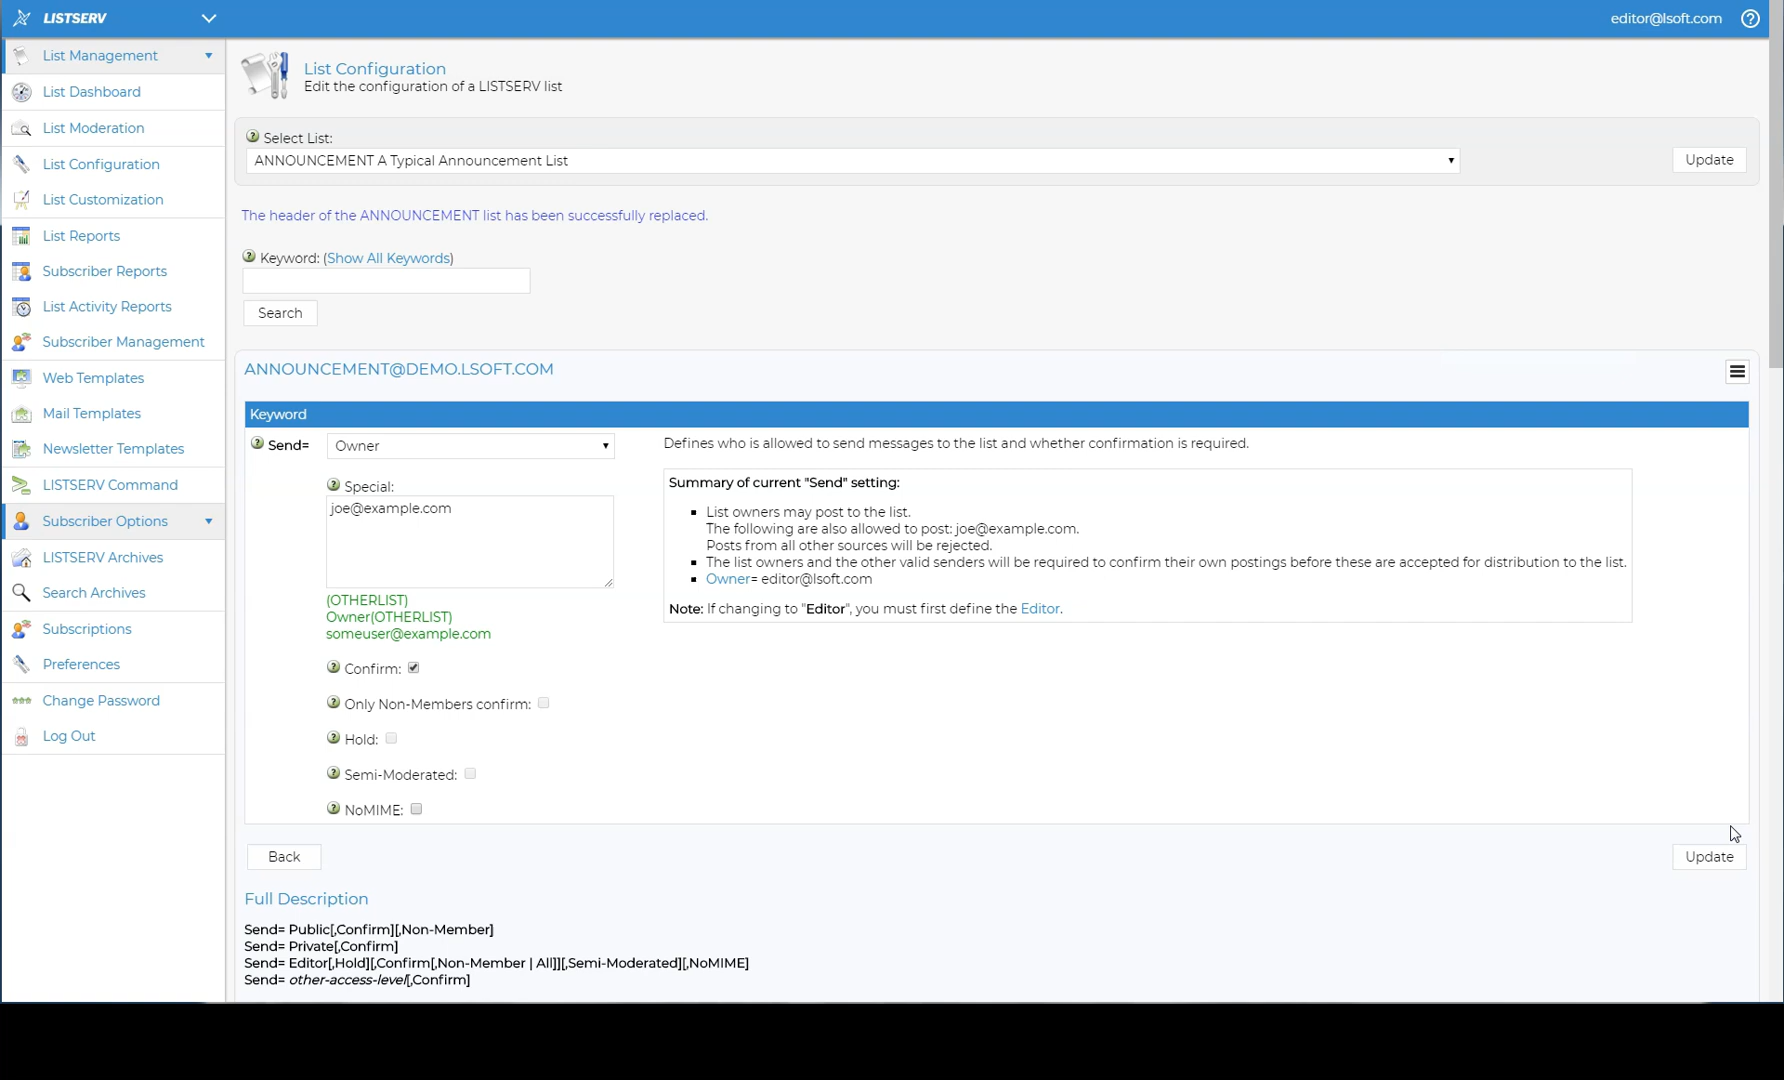 LISTSERV
editor@lsoft.com
List Management
List Dashboard
List Moderation
List Configuration
List Customization
List Reports
Subscriber Reports
List Activity Reports
Subscriber Management
Web Templates
Mail Templates
Newsletter Templates
LISTSERV Command
Subscriber Options
LISTSERV Archives
Search Archives
Subscriptions
Preferences
Change Password
Log Out
List Configuration
Edit the configuration of a LISTSERV list
Select List:
ANNOUNCEMENT A Typical Announcement List
Update
The header of the ANNOUNCEMENT list has been successfully replaced.
Keyword: (Show All Keywords)
Search
ANNOUNCEMENT@DEMO.LSOFT.COM
Keyword
Send= Owner
Special:
joe@example.com
(OTHERLIST)
Owner(OTHERLIST)
someuser@example.com
Confirm:
Only Non-Members confirm:
Hold:
Semi-Moderated:
NoMIME:
Defines who is allowed to send messages to the list and whether confirmation is required.
Summary of current "Send" setting:
List owners may post to the list.
The following are also allowed to post: joe@example.com.
Posts from all other sources will be rejected.
The list owners and the other valid senders will be required to confirm their own postings before these are accepted for distribution to the list.
Owner= editor@lsoft.com
Note: If changing to "Editor", you must first define the Editor.
Back
Update
Full Description
Send= Public[,Confirm][,Non-Member]
Send= Private[,Confirm]
Send= Editor[,Hold][,Confirm[,Non-Member | All]][,Semi-Moderated][,NoMIME]
Send= other-access-level[,Confirm]